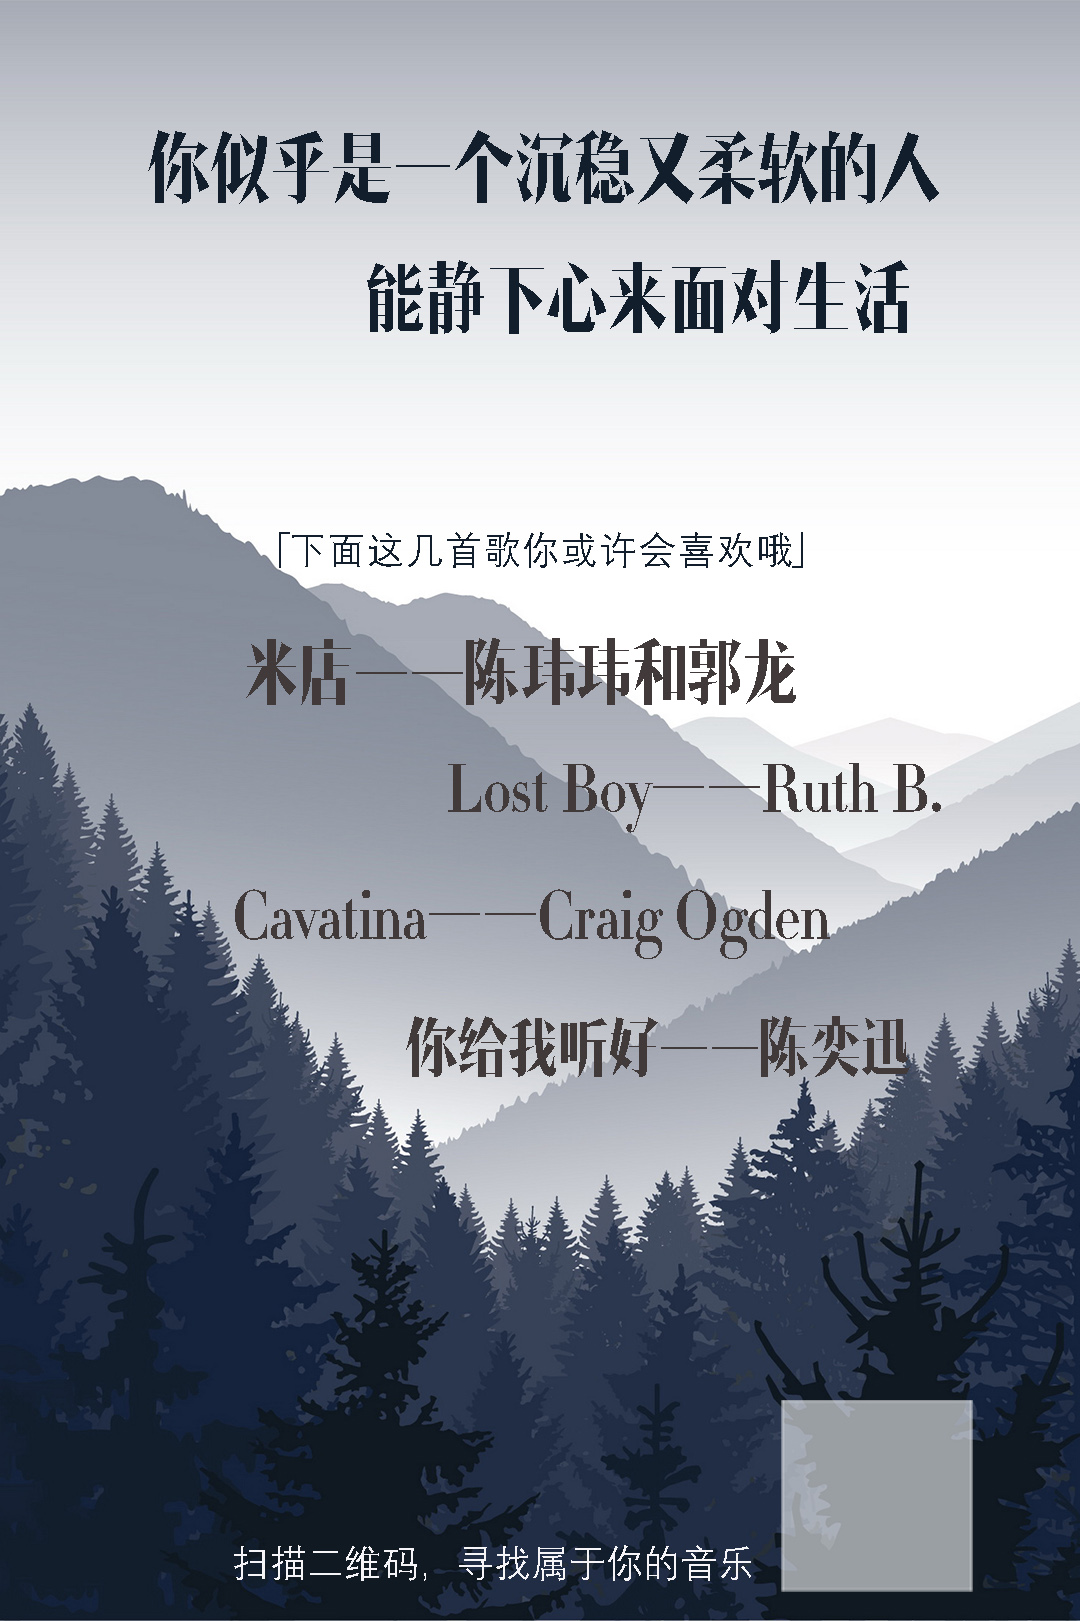 你似乎是一个沉稳又柔软的人
能静下心来面对生活
「下面这几首歌你或许会喜欢哦」
米店——陈玮玮和郭龙
Lost Boy——Ruth B.
Cavatina——Craig Ogden
你给我听好——陈奕迅
扫描二维码, 寻找属于你的音乐